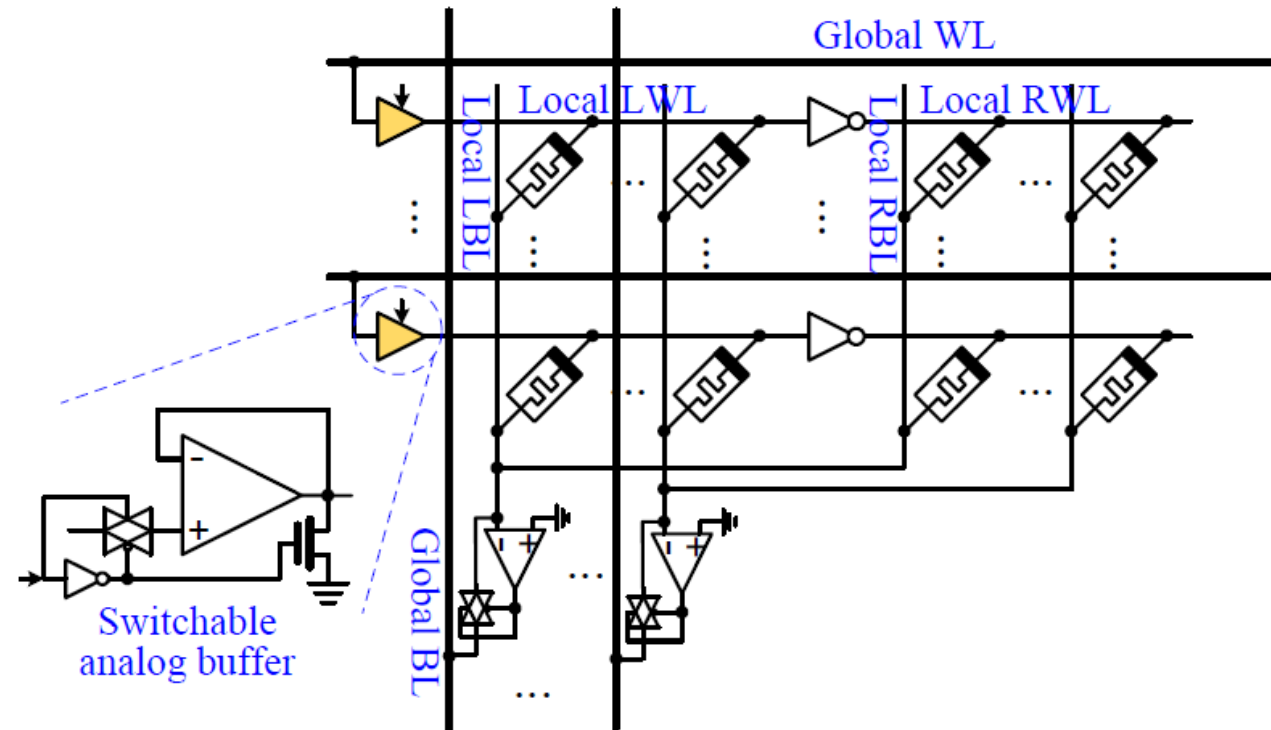 Global WL
Local LWL
Local RWL
Local LBL
Local RBL
Global BL
Switchable
analog buffer
-
+
-
+
-
+
...
...
...
...
...
...
...
...
...
...
...
...